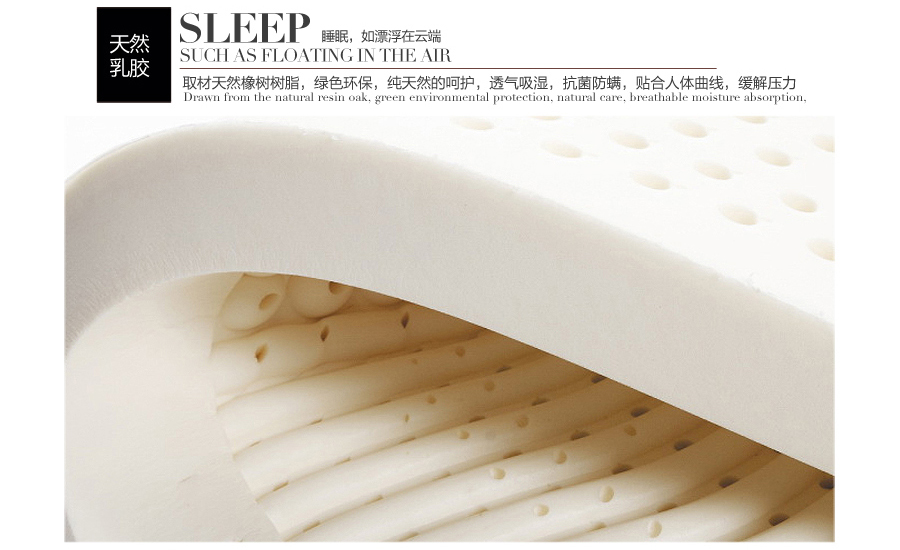 天然
乳胶
SLEEP 睡眠，如漂浮在云端
SUCH AS FLOATING IN THE AIR
取材天然橡树树脂，绿色环保，纯天然的呵护，透气吸湿，抗菌防螨，贴合人体曲线，缓解压力
Drawn from the natural resin oak, green environmental protection, natural care, breathable moisture absorption,